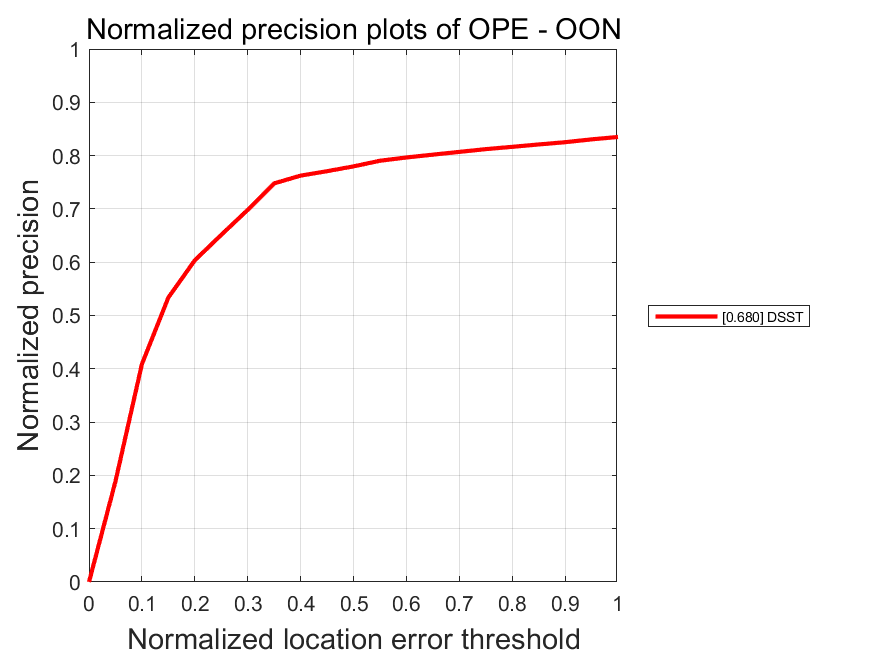 Normalized precision plots of OPE - OON
1
0.9
0.8
0.7
0.6
0.5
0.4
0.3
0.2
0.1
0
Normalized precision
0 0.1 0.2 0.3 0.4 0.5 0.6 0.7 0.8 0.9 1
Normalized location error threshold
[0.680] DSST